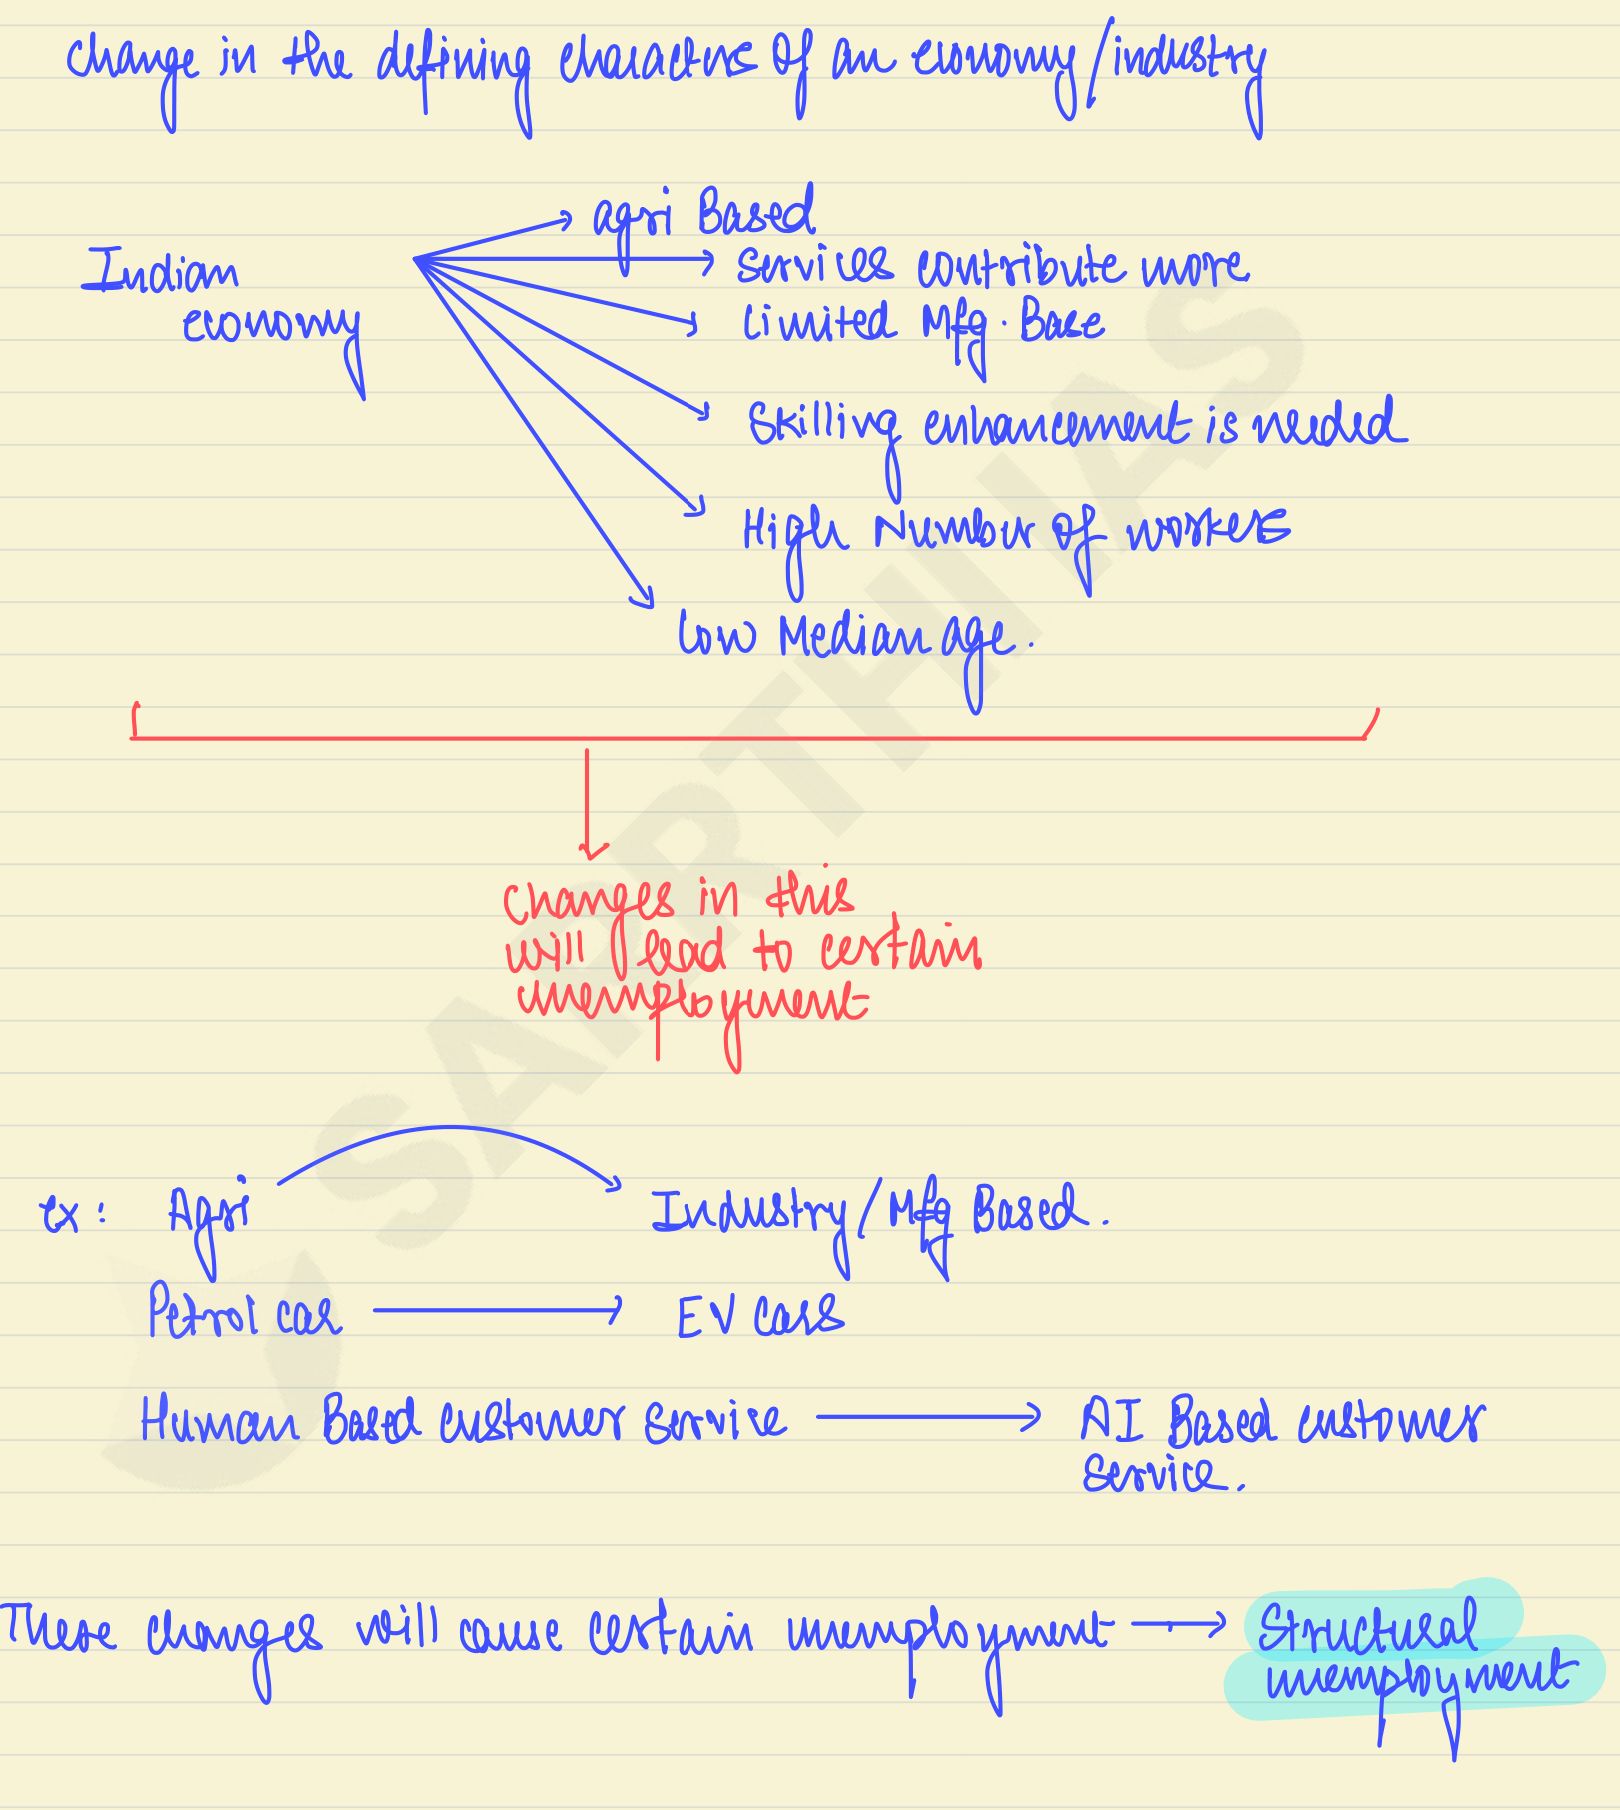 change in the defining characters of an economy/industry
agri Based
Indian
economy
services contribute more
limited Mfg. Base
Skilling enhancement is needed
High Number of workers
Low Median age.
changes in this
will lead to certain
unemployment
ex: Agri Industry/Mfg Based.
Petrol car EV cars
Human Based customer service AI Based customer
service.
These changes will cause certain unemployment Structural
unemployment
SARTHI IAS